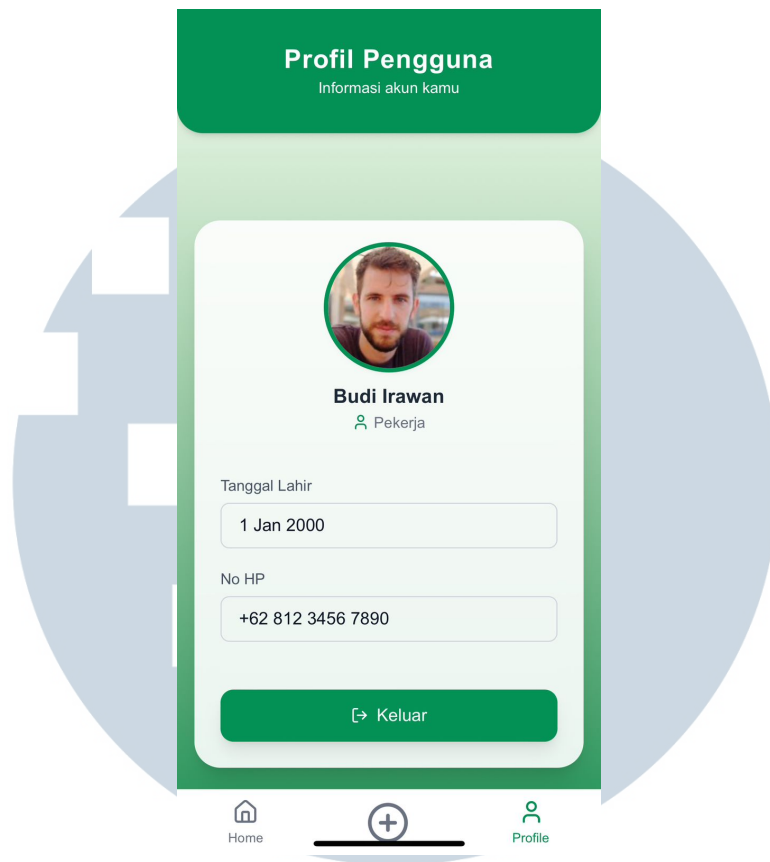 Profil Pengguna
Informasi akun kamu
Budi Irawan
Pekerja
Tanggal Lahir
1 Jan 2000
No HP
+62 812 3456 7890
Keluar
Home
Profile